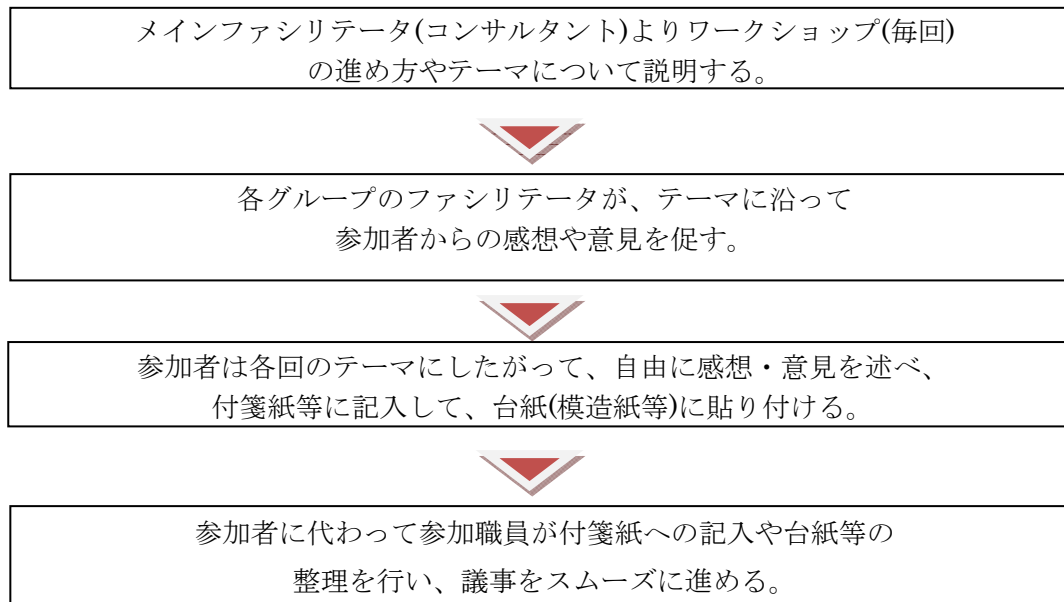 メインファシリテータ(コンサルタント)よりワークショップ(毎回)
の進め方やテーマについて説明する。
各グループのファシリテータが、テーマに沿って
参加者からの感想や意見を促す。
参加者は各回のテーマにしたがって、自由に感想・意見を述べ、
付箋紙等に記入して、台紙(模造紙等)に貼り付ける。
参加者に代わって参加職員が付箋紙への記入や台紙等の
整理を行い、議事をスムーズに進める。